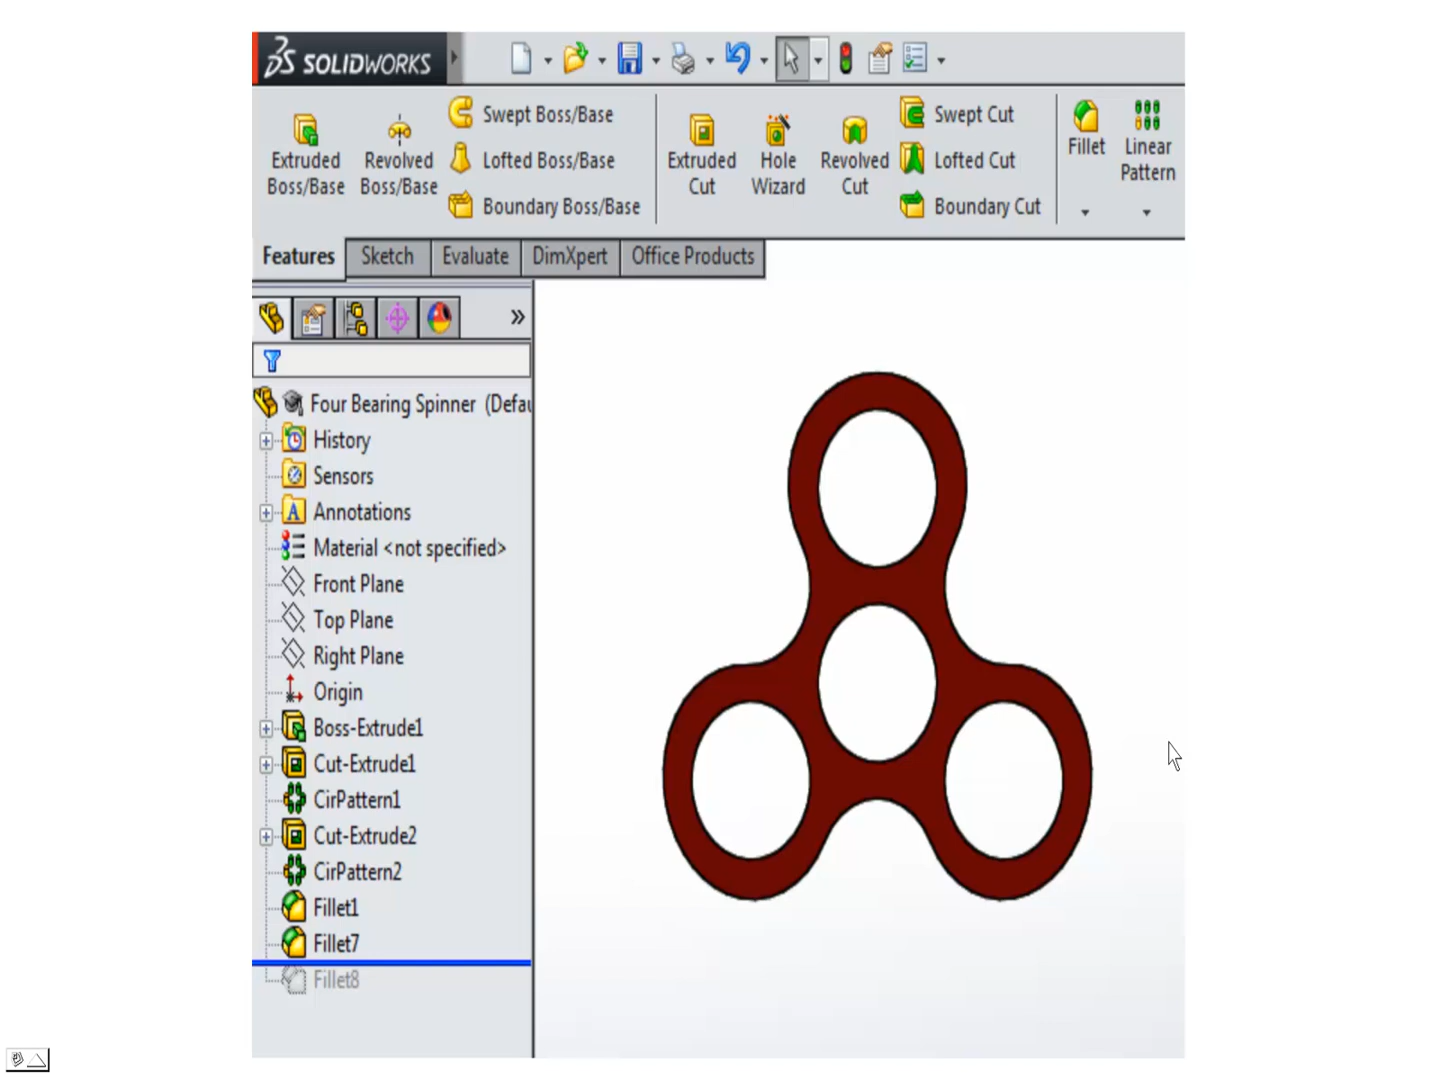 SOLIDWORKS
Extruded Boss/Base
Revolved Boss/Base
Swept Boss/Base
Lofted Boss/Base
Boundary Boss/Base
Extruded Cut
Hole Wizard
Revolved Cut
Swept Cut
Lofted Cut
Boundary Cut
Fillet
Linear Pattern
Features
Sketch
Evaluate
DimXpert
Office Products
»
Four Bearing Spinner (Defau
History
Sensors
Annotations
Material <not specified>
Front Plane
Top Plane
Right Plane
Origin
Boss-Extrude1
Cut-Extrude1
CirPattern1
Cut-Extrude2
CirPattern2
Fillet1
Fillet7
Fillet8